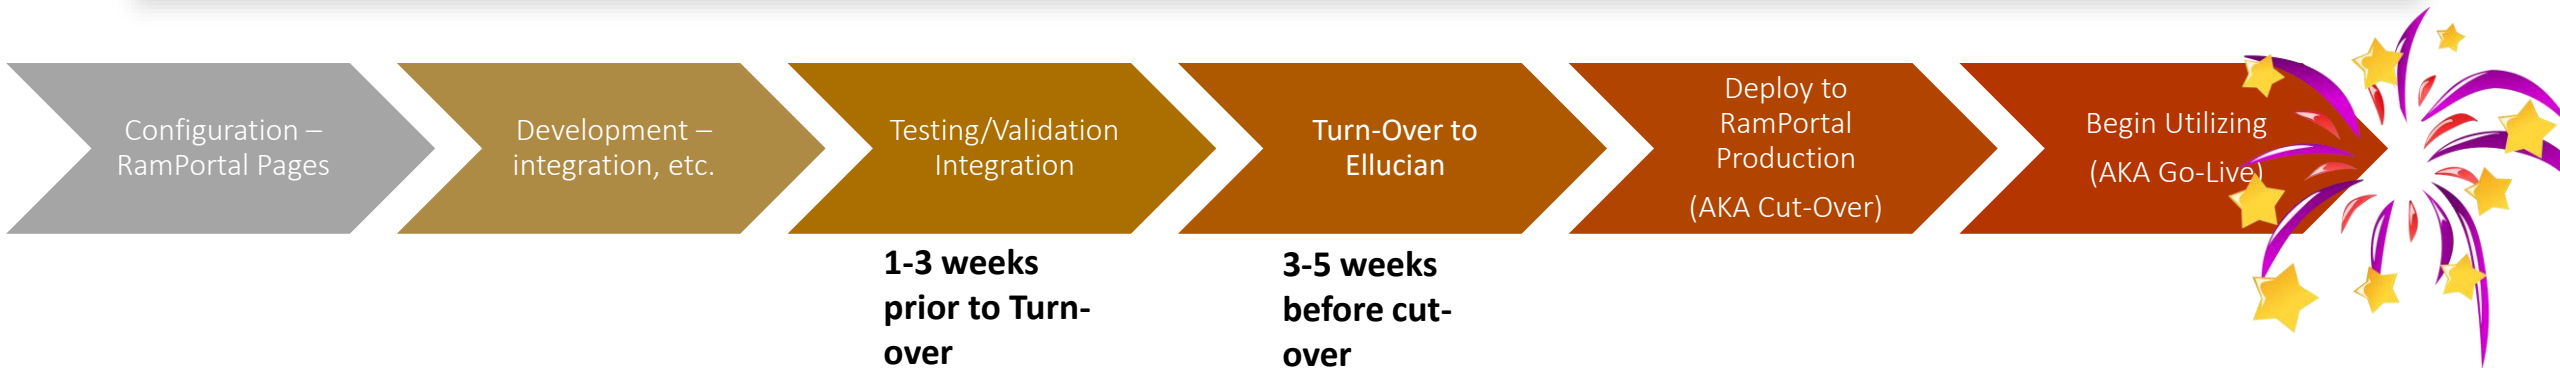 Configuration –
RamPortal Pages
Development –
integration, etc.
Testing/Validation
Integration
Turn-Over to
Ellucian
Deploy to
RamPortal
Production
(AKA Cut-Over)
Begin Utilizing
(AKA Go-Live)
1-3 weeks
prior to Turn-
over
3-5 weeks
before cut-
over